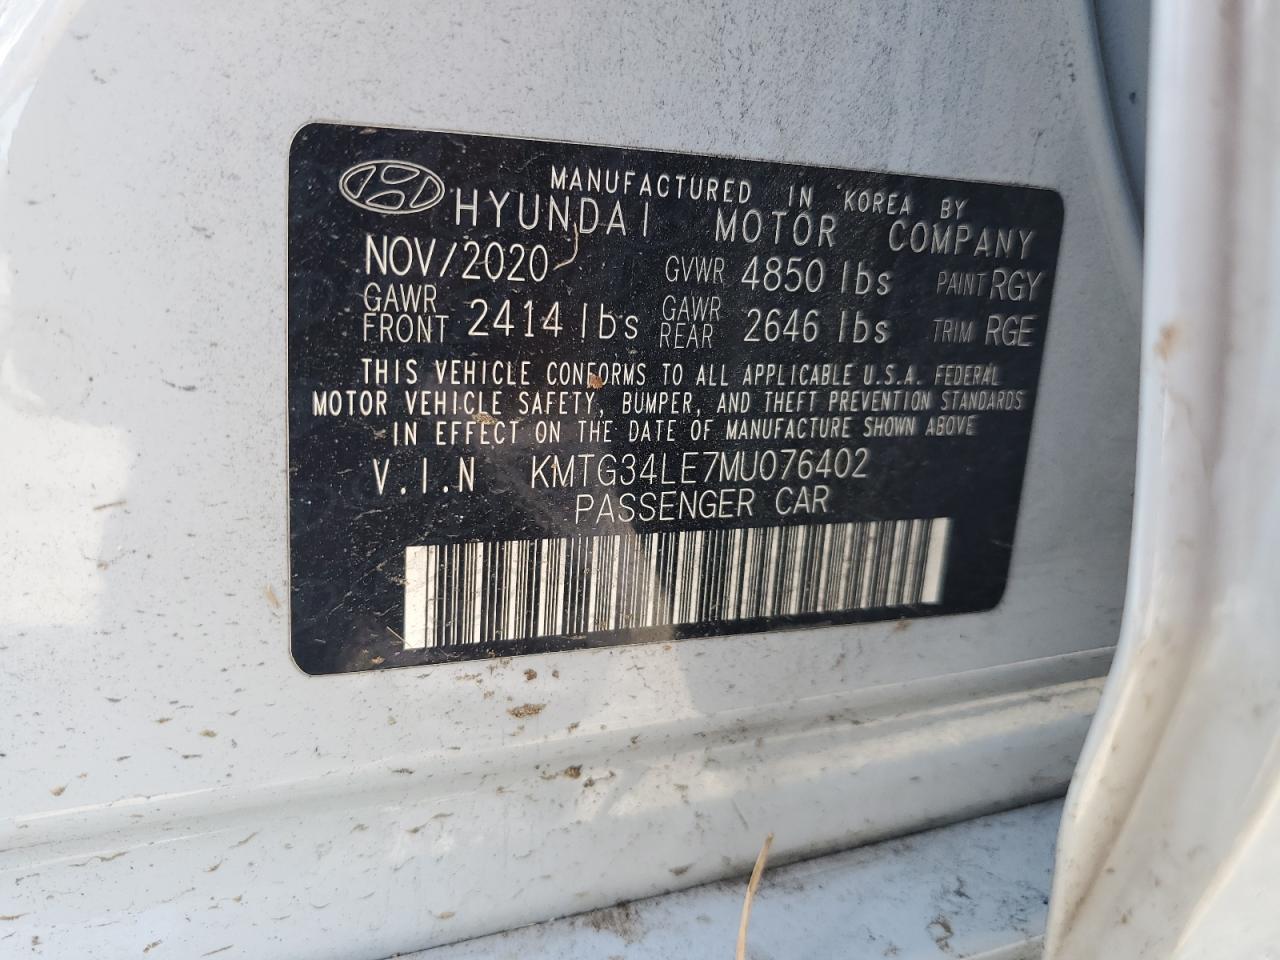 MANUFACTURED IN KOREA BY
HYUNDAI MOTOR COMPANY
NOV/2020 GVWR 4850 lbs PAINT RGY
GAWR FRONT 2414 lbs GAWR REAR 2646 lbs TRIM RGE
THIS VEHICLE CONFORMS TO ALL APPLICABLE U.S.A. FEDERAL
MOTOR VEHICLE SAFETY, BUMPER, AND THEFT PREVENTION STANDARDS
IN EFFECT ON THE DATE OF MANUFACTURE SHOWN ABOVE
V.I.N KMTG34LE7MU076402
PASSENGER CAR